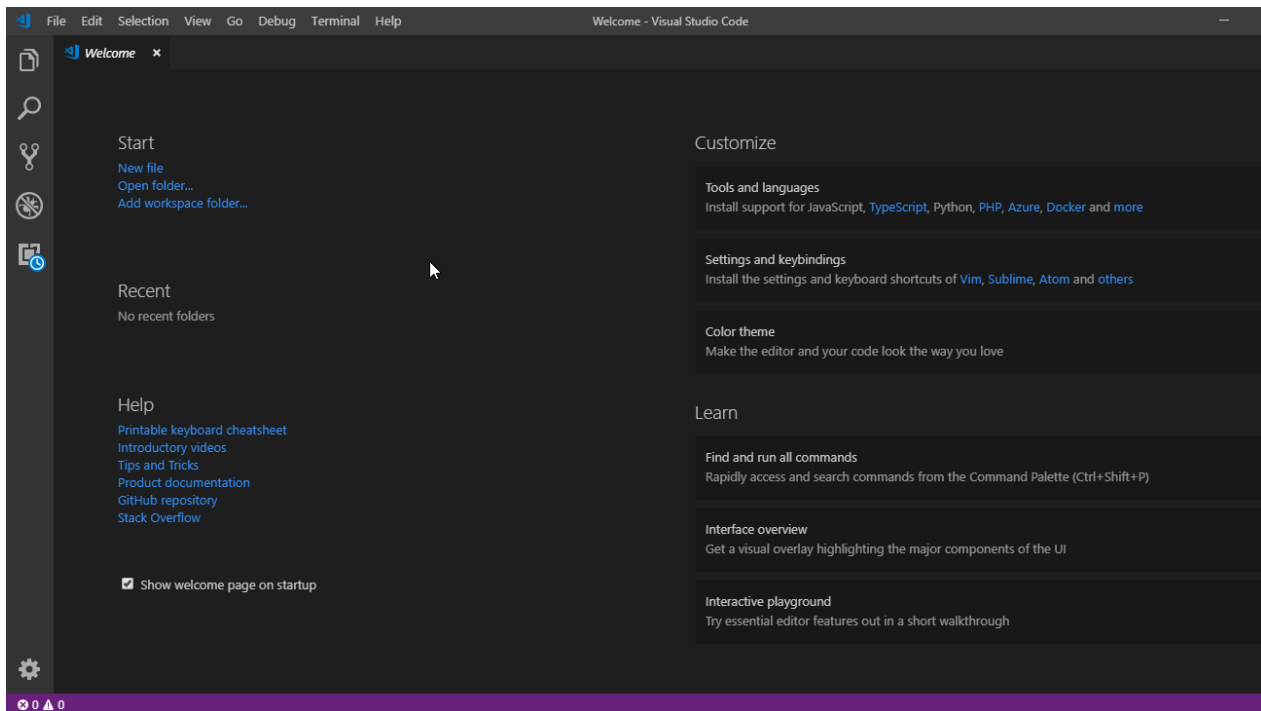 File Edit Selection View Go Debug Terminal Help Welcome - Visual Studio Code
Welcome
Start
New file
Open folder...
Add workspace folder...
Recent
No recent folders
Help
Printable keyboard cheatsheet
Introductory videos
Tips and Tricks
Product documentation
GitHub repository
Stack Overflow
Show welcome page on startup
Customize
Tools and languages
Install support for JavaScript, TypeScript, Python, PHP, Azure, Docker and more
Settings and keybindings
Install the settings and keyboard shortcuts of Vim, Sublime, Atom and others
Color theme
Make the editor and your code look the way you love
Learn
Find and run all commands
Rapidly access and search commands from the Command Palette (Ctrl+Shift+P)
Interface overview
Get a visual overlay highlighting the major components of the UI
Interactive playground
Try essential editor features out in a short walkthrough
0 0